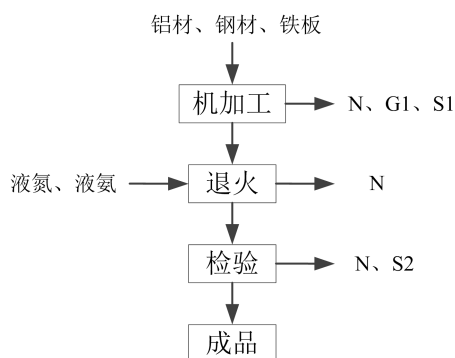 铝材、钢材、铁板
机加工
N、G1、S1
液氮、液氨
退火
N
检验
N、S2
成品